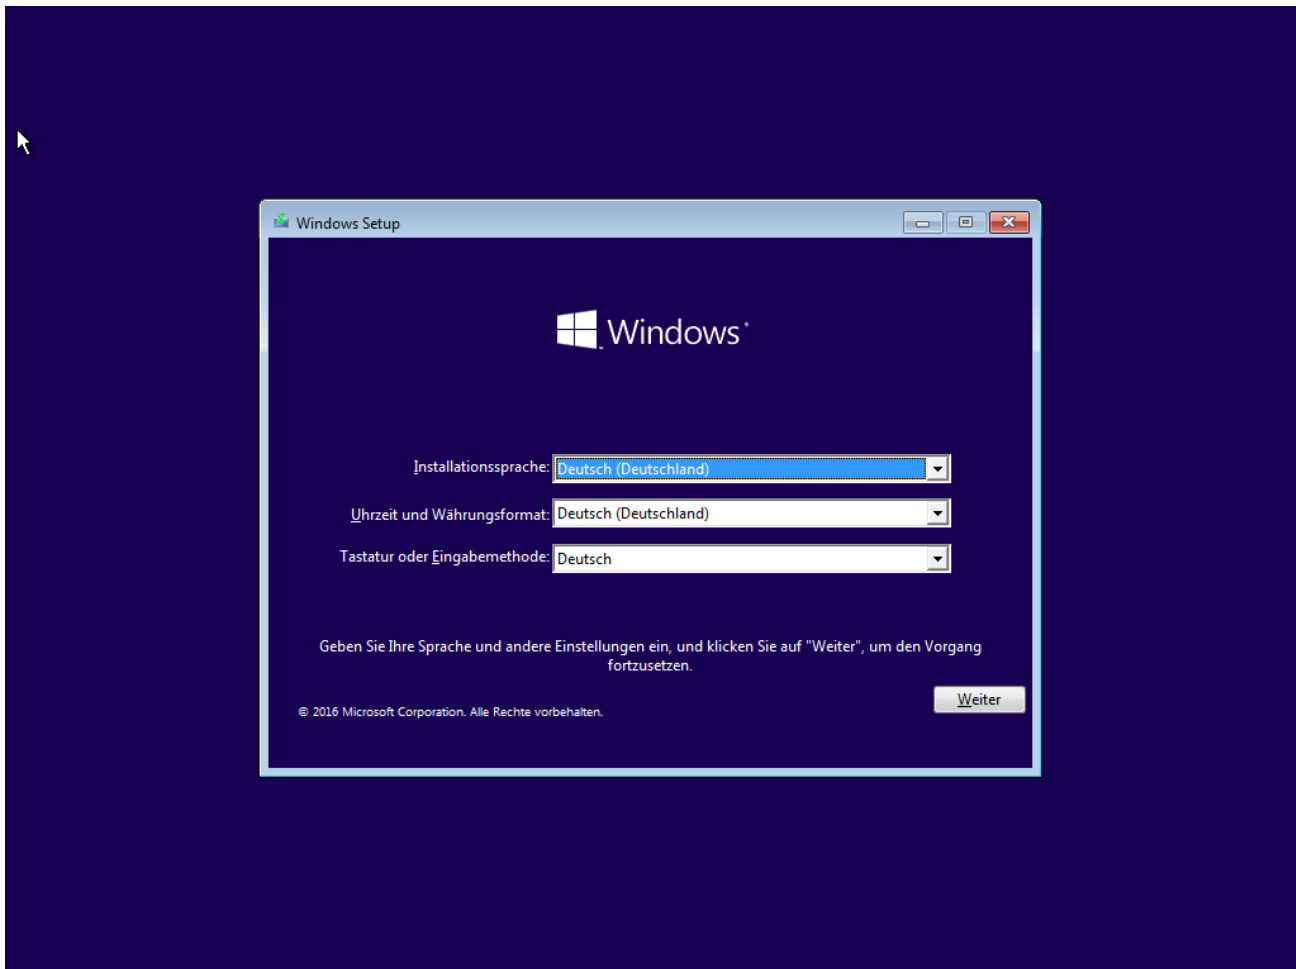 Windows Setup
Windows
Installationssprache: Deutsch (Deutschland)
Uhrzeit und Währungsformat: Deutsch (Deutschland)
Tastatur oder Eingabemethode: Deutsch
Geben Sie Ihre Sprache und andere Einstellungen ein, und klicken Sie auf "Weiter", um den Vorgang
fortzusetzen.
Weiter
© 2016 Microsoft Corporation. Alle Rechte vorbehalten.